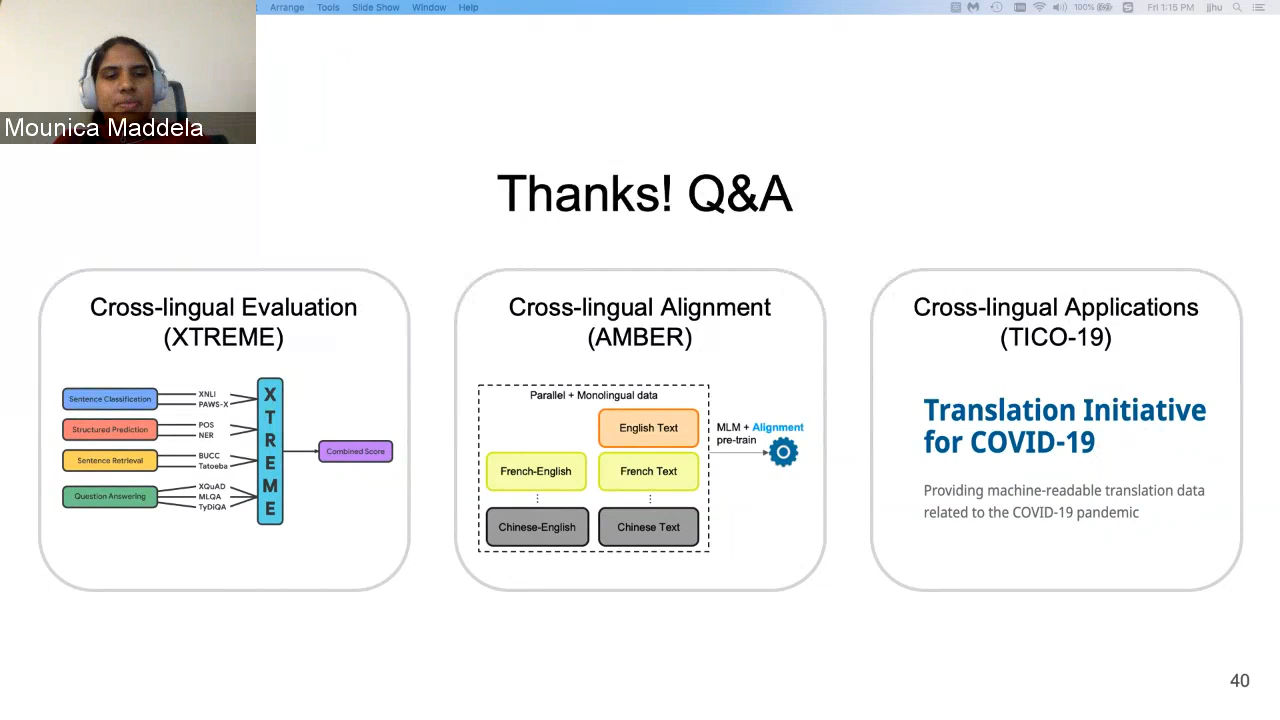 Arrange Tools Slide Show Window Help
100% Fri 1:15 PM jjhu
Mounica Maddela
Thanks! Q&A
Cross-lingual Evaluation
(XTREME)
Sentence Classification
XNLI
PAWS-X
Structured Prediction
POS
NER
Sentence Retrieval
BUCC
Tatoeba
Question Answering
XQuAD
MLQA
TyDiQA
XTREME
Combined Score
Cross-lingual Alignment
(AMBER)
Parallel + Monolingual data
English Text
French-English
French Text
Chinese-English
Chinese Text
MLM + Alignment
pre-train
Cross-lingual Applications
(TICO-19)
Translation Initiative
for COVID-19
Providing machine-readable translation data
related to the COVID-19 pandemic
40